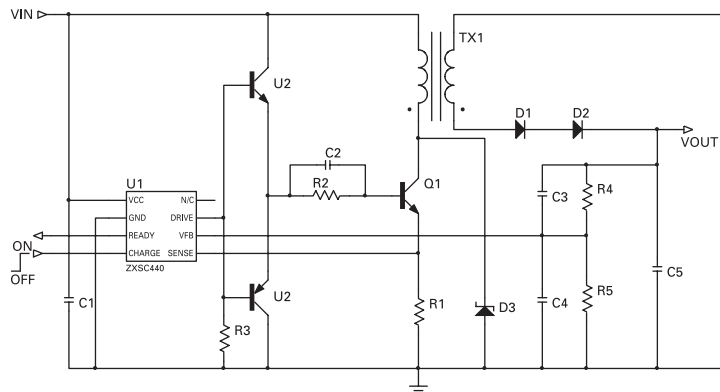 VIN
TX1
U2
D1
D2
VOUT
C2
R2
Q1
U1
VCC
N/C
GND
DRIVE
READY
VFB
CHARGE
SENSE
ZXSC440
ON
OFF
C3
R4
C1
U2
R3
R1
D3
C4
R5
C5